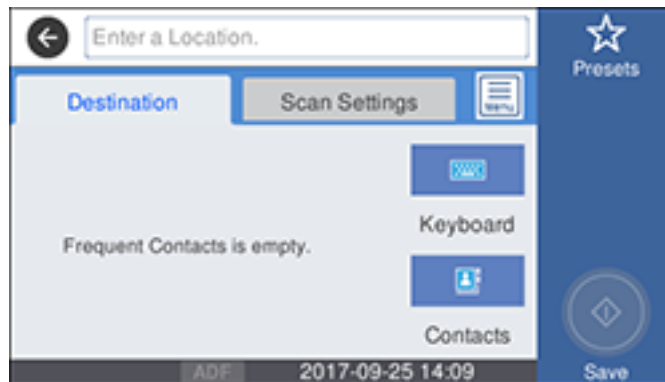 Enter a Location.
Presets
Destination
Scan Settings
Menu
Keyboard
Frequent Contacts is empty.
Contacts
ADF
2017-09-25 14:09
Save